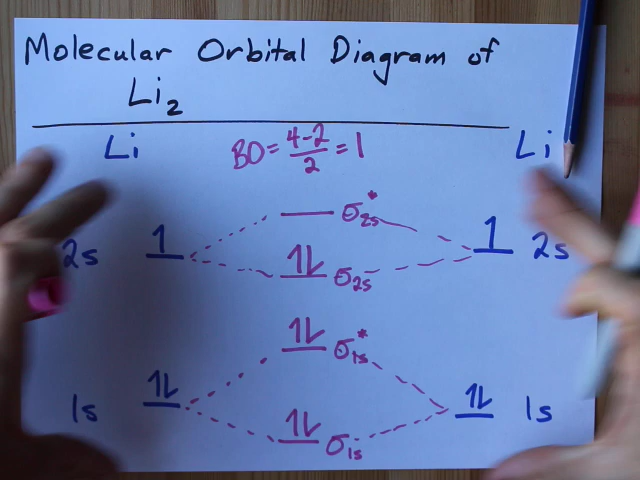 Molecular Orbital Diagram of
Li₂
Li BO = 4-2/2 = 1 Li
σ*2s
2s 1 1 2s
1L σ2s
1L σ*1s
1s 1L 1L 1s
1L σ1s